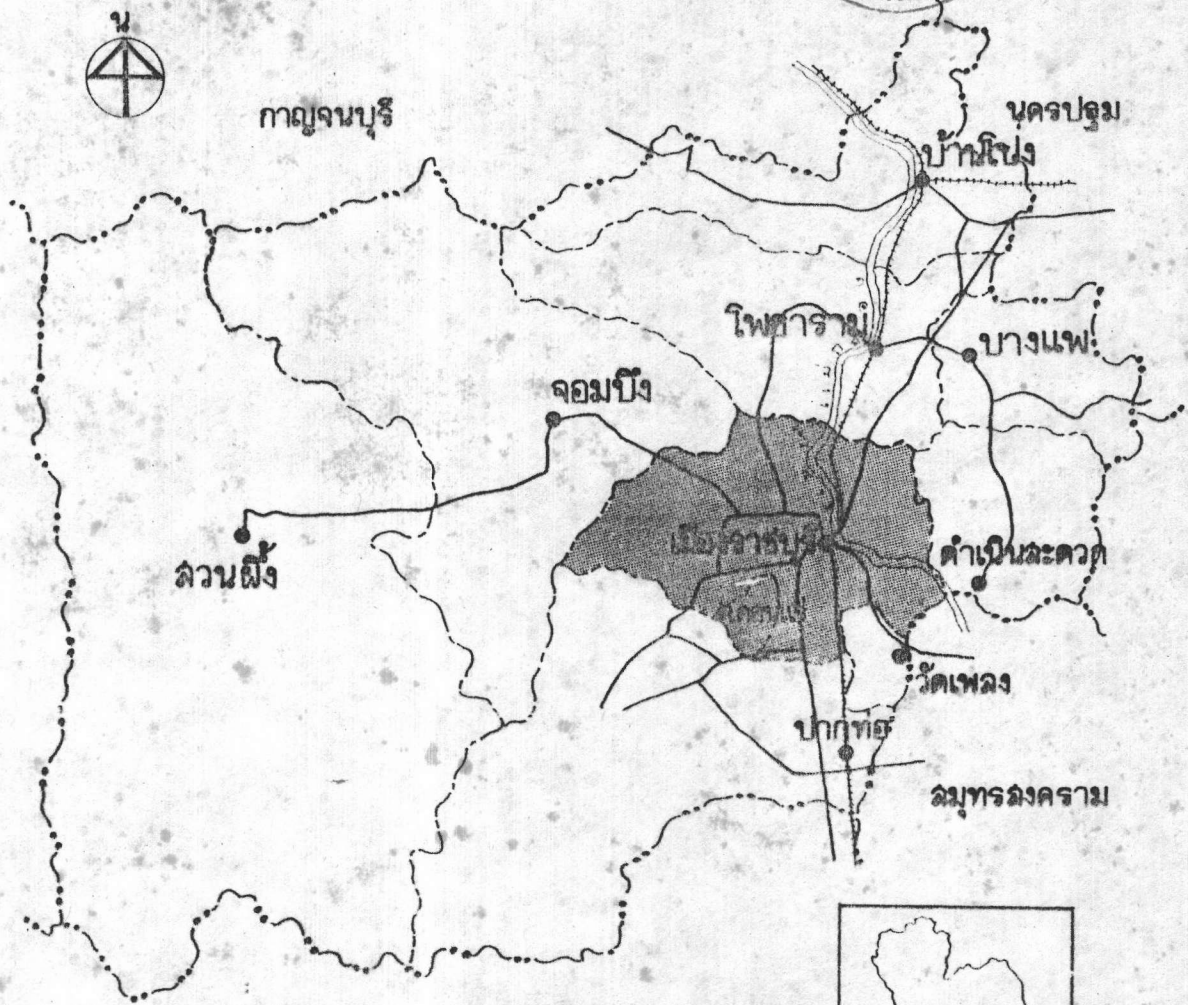 น
กาญจนบุรี
นครปฐม
บ้านโป่ง
โพธาราม
บางแพ
จอมบึง
เมืองราชบุรี
ดำเนินสะดวก
สวนผึ้ง
วัดเพลง
ปากท่อ
สมุทรสงคราม